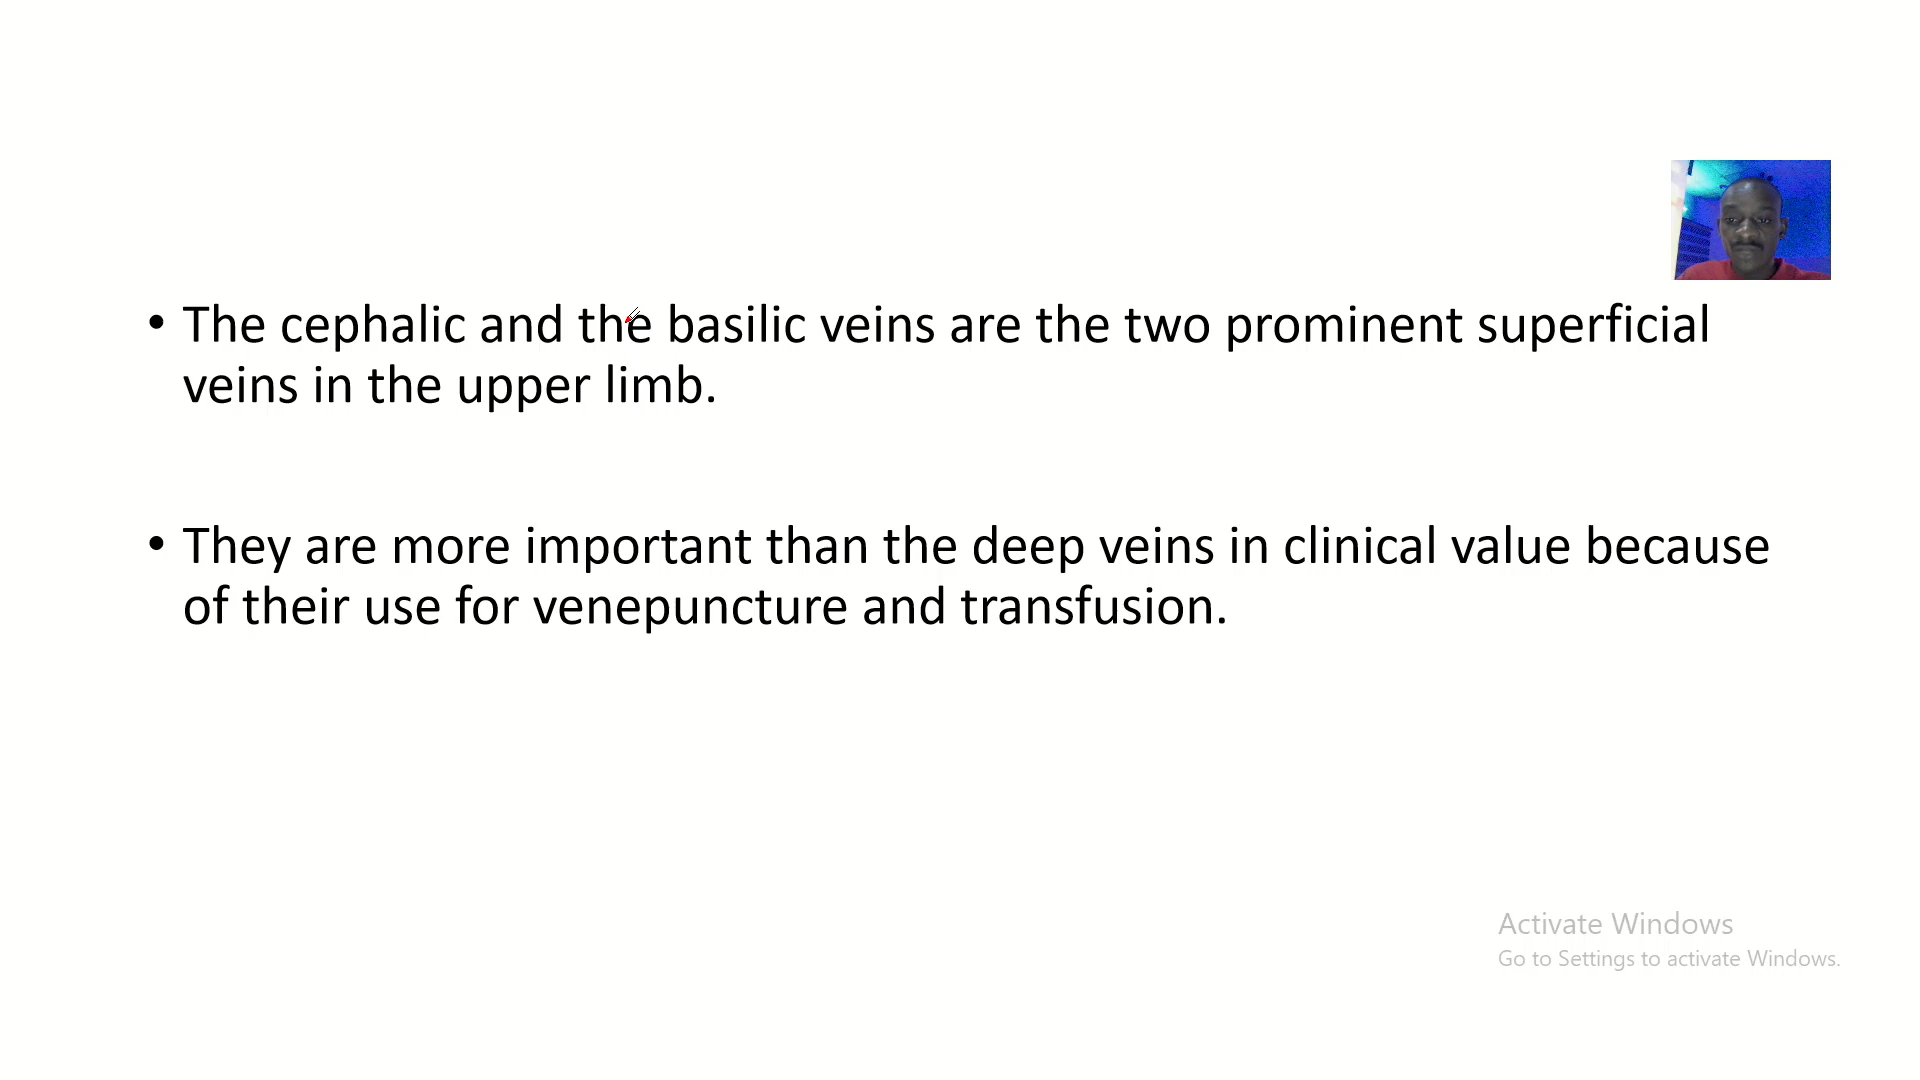 • The cephalic and the basilic veins are the two prominent superficial
veins in the upper limb.
• They are more important than the deep veins in clinical value because
of their use for venepuncture and transfusion.
Activate Windows
Go to Settings to activate Windows.